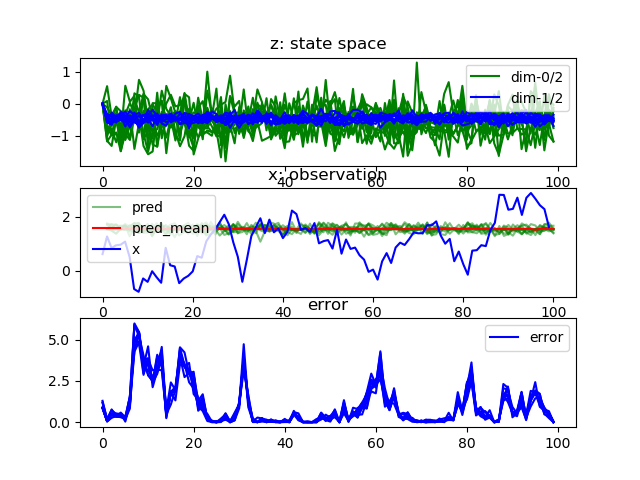 z: state space
1
0
−1
dim-0/2
dim-1/2
0 20 40 60 80 100
x: observation
2
0
pred
pred_mean
x
0 20 40 60 80 100
error
5.0
2.5
0.0
error
0 20 40 60 80 100